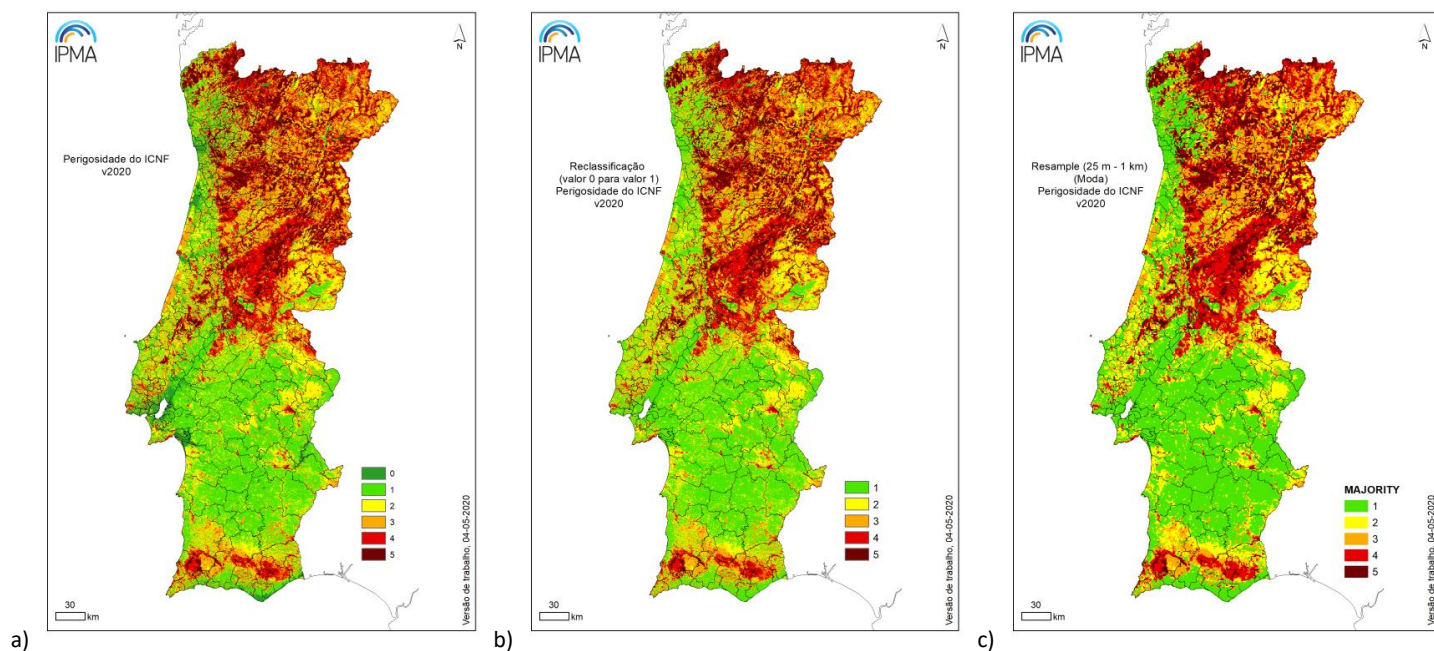 IPMA
N
Perigosidade do ICNF
v2020
0
1
2
3
4
5
30
km
Versão de trabalho, 04-05-2020
a)
IPMA
N
Reclassificação
(valor 0 para valor 1)
Perigosidade do ICNF
v2020
1
2
3
4
5
30
km
Versão de trabalho, 04-05-2020
b)
IPMA
N
Resample (25 m - 1 km)
(Moda)
Perigosidade do ICNF
v2020
MAJORITY
1
2
3
4
5
30
km
Versão de trabalho, 04-05-2020
c)